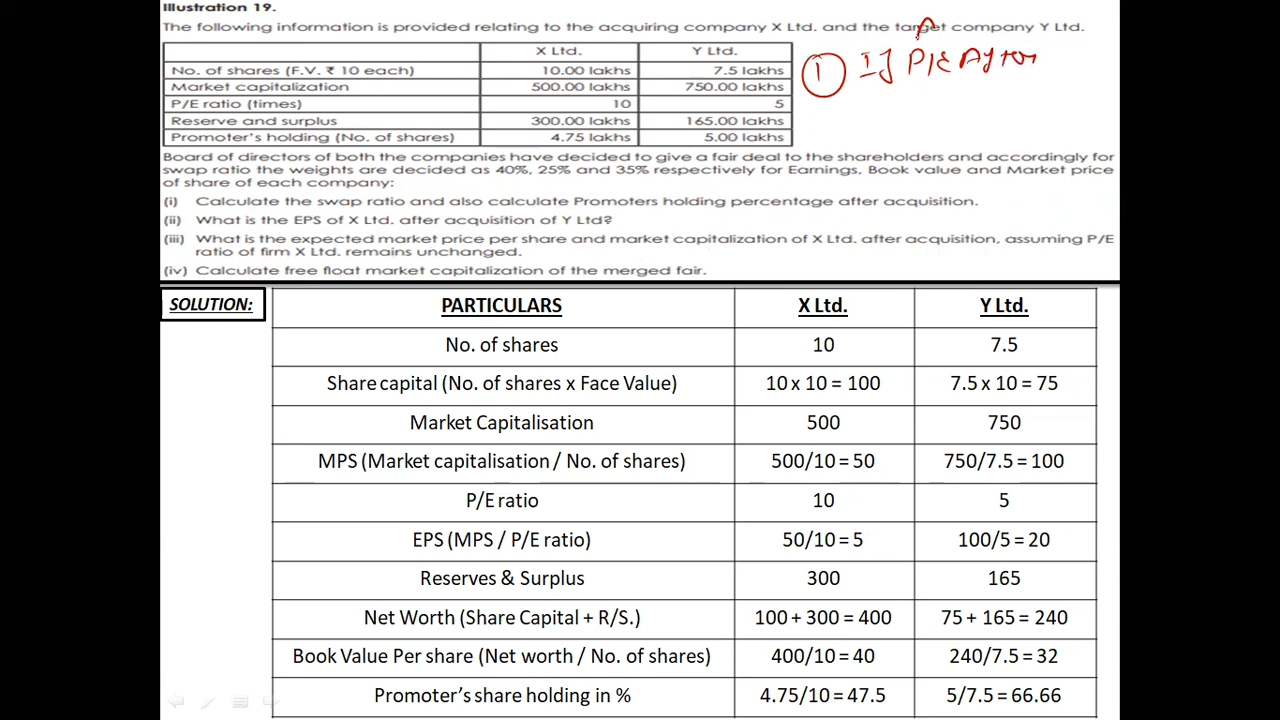 Illustration 19.
The following information is provided relating to the acquiring company X Ltd. and the target company Y Ltd.
X Ltd. Y Ltd.
No. of shares (F.V. ₹ 10 each) 10.00 lakhs 7.5 lakhs
Market capitalization 500.00 lakhs 750.00 lakhs
P/E ratio (times) 10 5
Reserve and surplus 300.00 lakhs 165.00 lakhs
Promoter's holding (No. of shares) 4.75 lakhs 5.00 lakhs
① If P/E
Board of directors of both the companies have decided to give a fair deal to the shareholders and accordingly for
swap ratio the weights are decided as 40%, 25% and 35% respectively for Earnings, Book value and Market price
of share of each company:
(i) Calculate the swap ratio and also calculate Promoters holding percentage after acquisition.
(ii) What is the EPS of X Ltd. after acquisition of Y Ltd?
(iii) What is the expected market price per share and market capitalization of X Ltd. after acquisition, assuming P/E
ratio of firm X Ltd. remains unchanged.
(iv) Calculate free float market capitalization of the merged fair.
SOLUTION: PARTICULARS X Ltd. Y Ltd.
No. of shares 10 7.5
Share capital (No. of shares x Face Value) 10 x 10 = 100 7.5 x 10 = 75
Market Capitalisation 500 750
MPS (Market capitalisation / No. of shares) 500/10 = 50 750/7.5 = 100
P/E ratio 10 5
EPS (MPS / P/E ratio) 50/10 = 5 100/5 = 20
Reserves & Surplus 300 165
Net Worth (Share Capital + R/S.) 100 + 300 = 400 75 + 165 = 240
Book Value Per share (Net worth / No. of shares) 400/10 = 40 240/7.5 = 32
Promoter's share holding in % 4.75/10 = 47.5 5/7.5 = 66.66